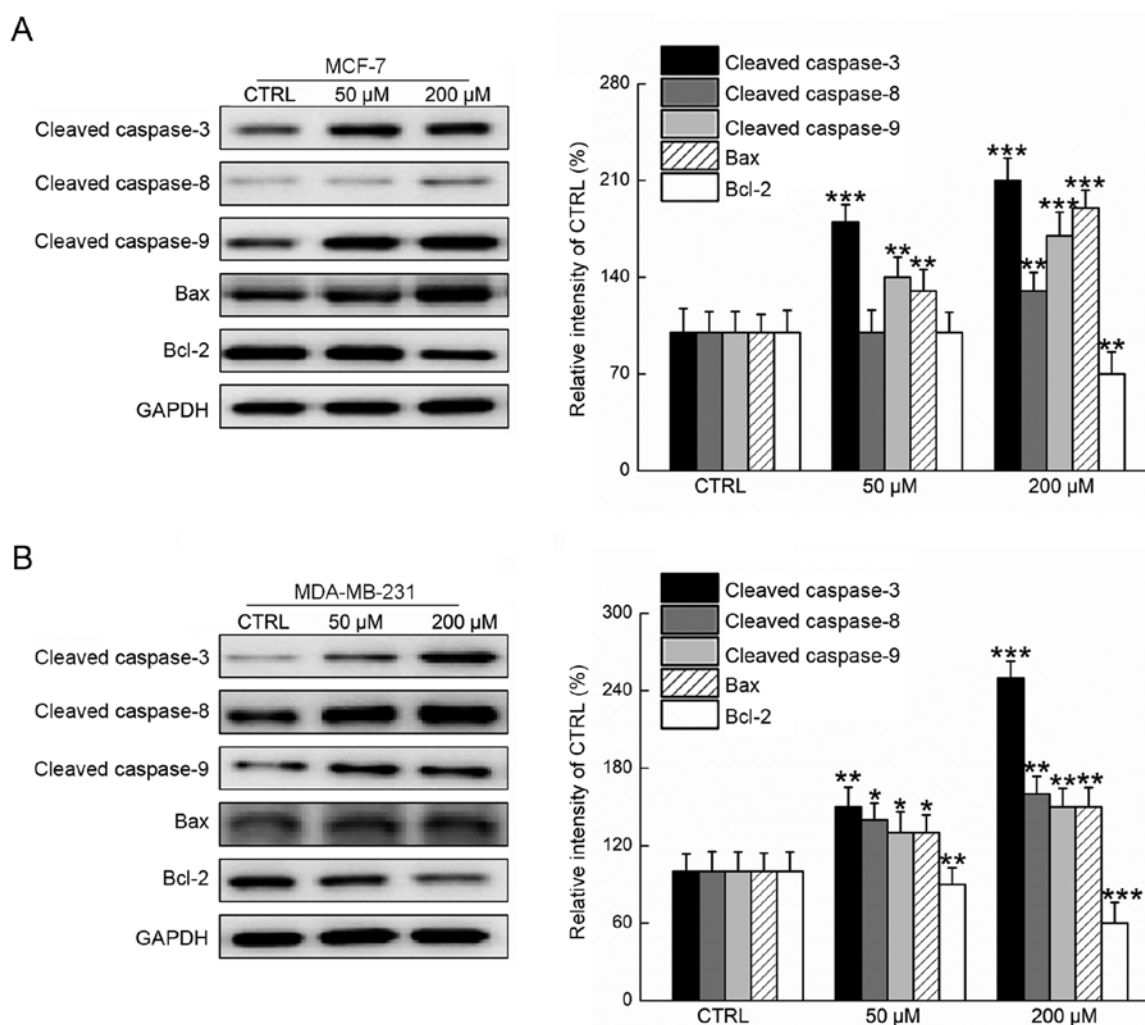 A
MCF-7
CTRL 50 µM 200 µM
Cleaved caspase-3
Cleaved caspase-8
Cleaved caspase-9
Bax
Bcl-2
GAPDH
Relative intensity of CTRL (%)
280
210
140
70
0
Cleaved caspase-3
Cleaved caspase-8
Cleaved caspase-9
Bax
Bcl-2
*** ** **
*** ** *** *** **
CTRL 50 µM 200 µM
B
MDA-MB-231
CTRL 50 µM 200 µM
Cleaved caspase-3
Cleaved caspase-8
Cleaved caspase-9
Bax
Bcl-2
GAPDH
Relative intensity of CTRL (%)
300
240
180
120
60
0
Cleaved caspase-3
Cleaved caspase-8
Cleaved caspase-9
Bax
Bcl-2
** * * * **
*** ** ** ** ***
CTRL 50 µM 200 µM